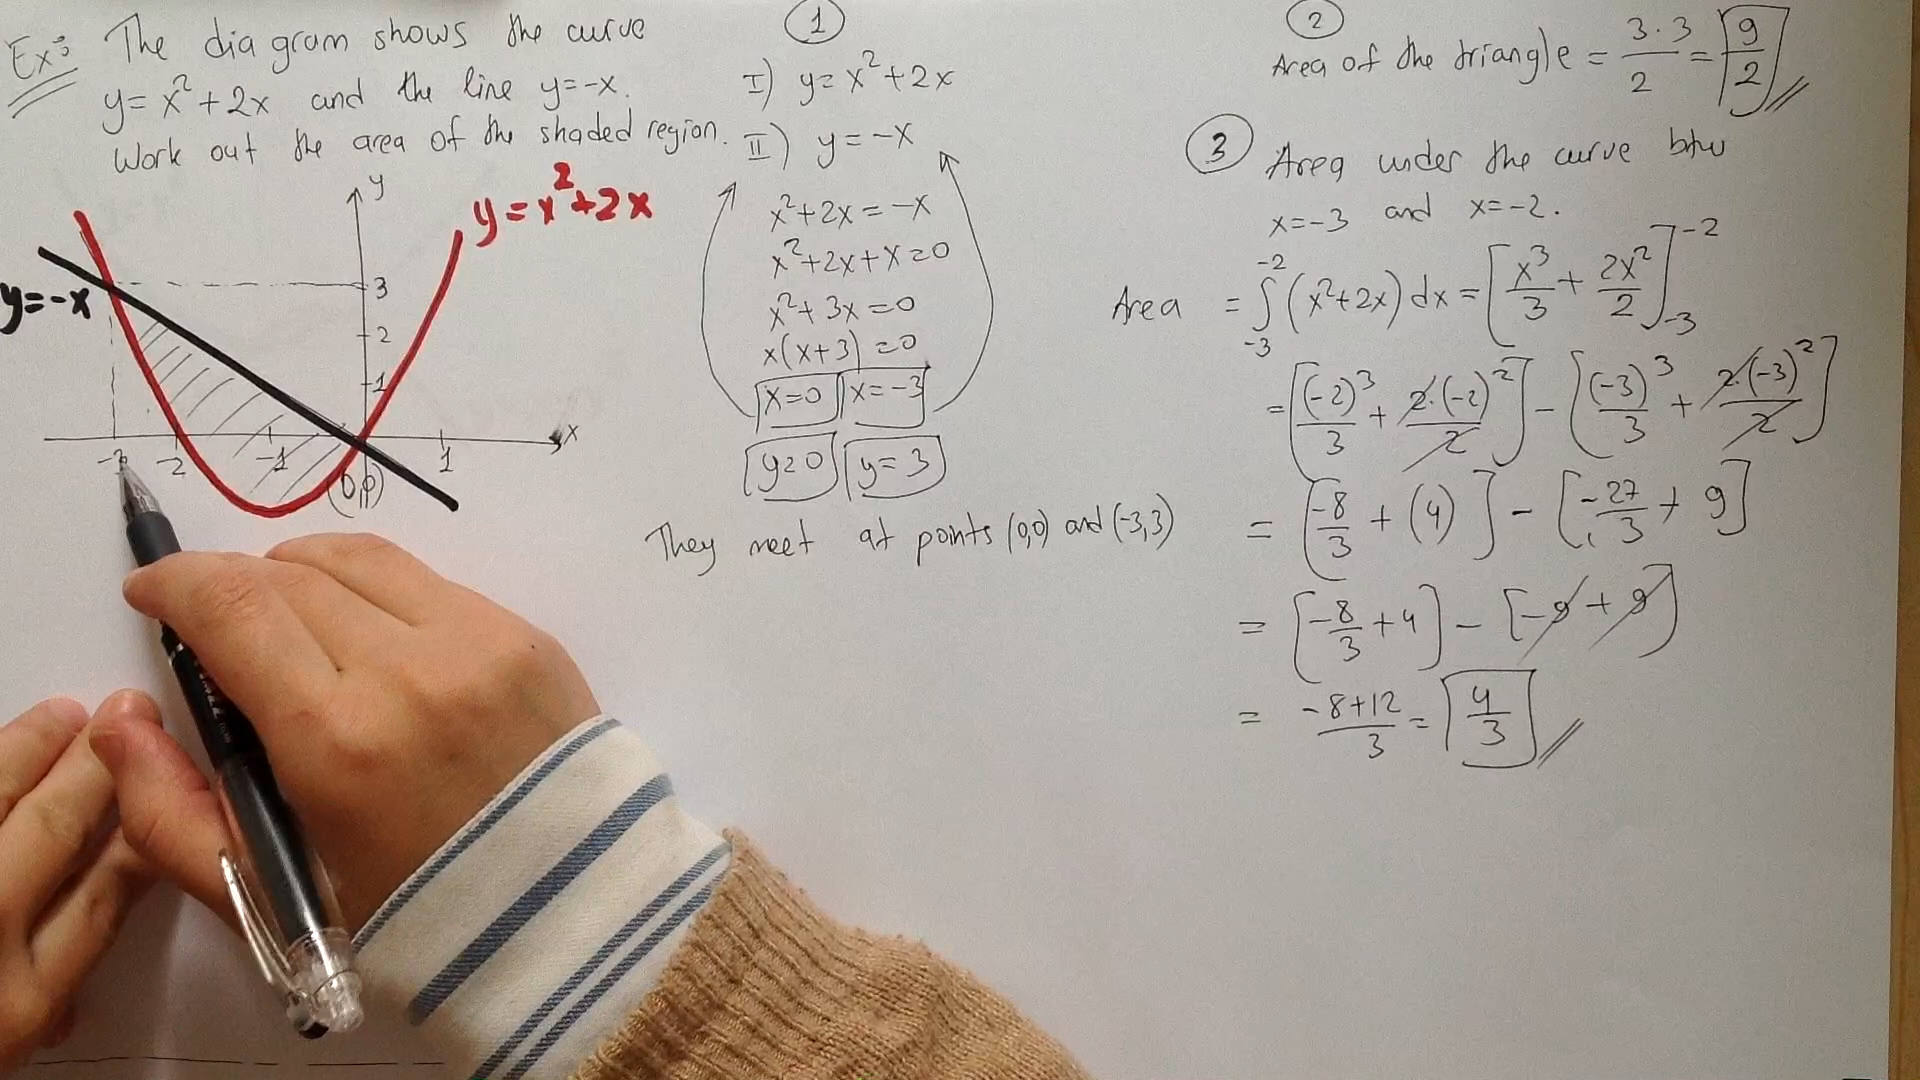 Ex:
The diagram shows the curve
y=x²+2x and the line y=-x.
Work out the area of the shaded region.
y
y=x²+2x
3
y=-x
2
1
x
-3 -2 -1 1
(0,0)
1
I) y=x²+2x
II) y=-x
x²+2x=-x
x²+2x+x=0
x²+3x=0
x(x+3)=0
x=0 x=-3
y=0 y=3
They meet at points (0,0) and (-3,3)
2
Area of the triangle = 3·3/2 = 9/2
3
Area under the curve btw
x=-3 and x=-2.
Area = ∫₋₃⁻² (x²+2x) dx = [x³/3 + 2x²/2]₋₃⁻²
= [(-2)³/3 + 2·(-2)²/2] - [(-3)³/3 + 2·(-3)²/2]
= [-8/3 + (4)] - [-27/3 + 9]
= [-8/3 + 4] - [-9 + 9]
= -8+12/3 = 4/3